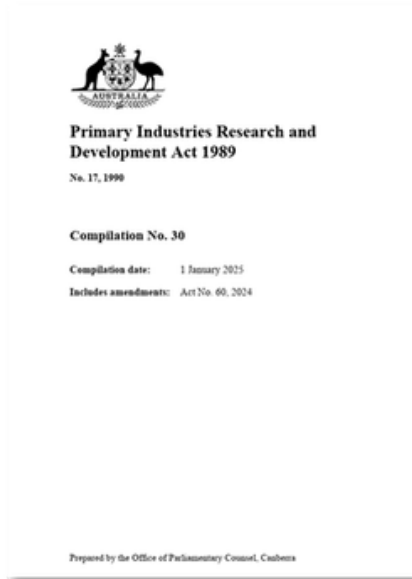 AUSTRALIA
Primary Industries Research and
Development Act 1989
No. 17, 1990
Compilation No. 30
Compilation date: 1 January 2025
Includes amendments: Act No. 60, 2024
Prepared by the Office of Parliamentary Counsel, Canberra